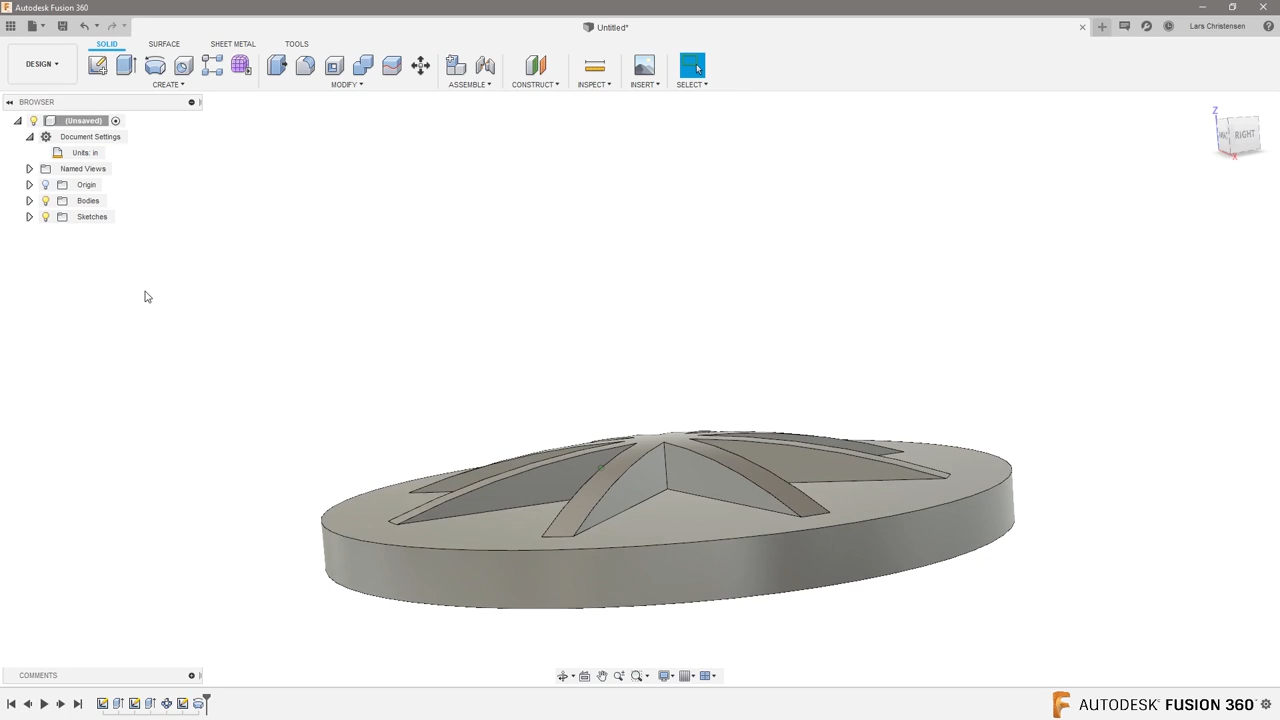 Autodesk Fusion 360
Untitled*
Lars Christensen
DESIGN
SOLID SURFACE SHEET METAL TOOLS
CREATE MODIFY ASSEMBLE CONSTRUCT INSPECT INSERT SELECT
BROWSER
(Unsaved)
Document Settings
Units: in
Named Views
Origin
Bodies
Sketches
Z
RIGHT
X
COMMENTS
AUTODESK® FUSION 360™